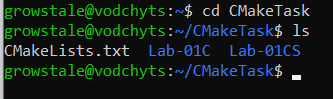 growstale@vodchyts:~$ cd CMakeTask
growstale@vodchyts:~/CMakeTask$ ls
CMakeLists.txt  Lab-01C  Lab-01CS
growstale@vodchyts:~/CMakeTask$